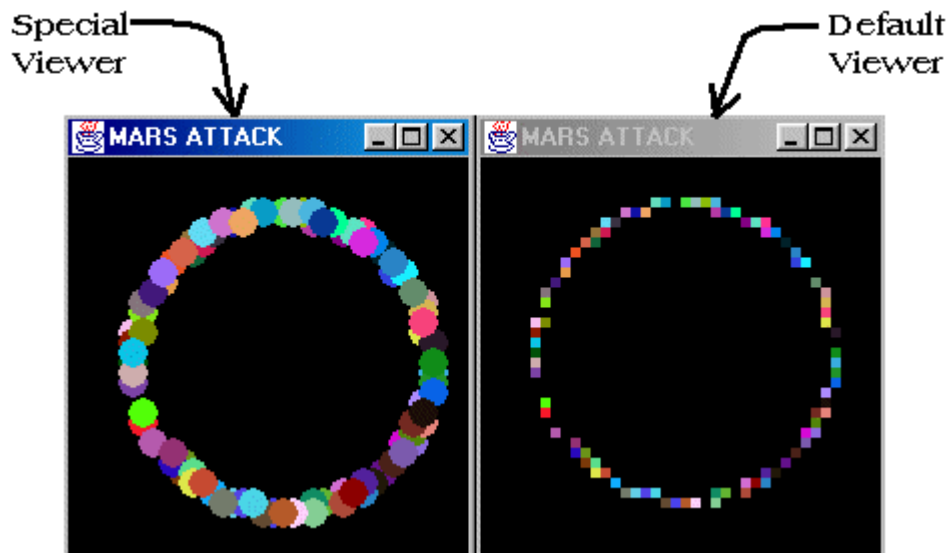 Special
Viewer
Default
Viewer
MARS ATTACK
MARS ATTACK